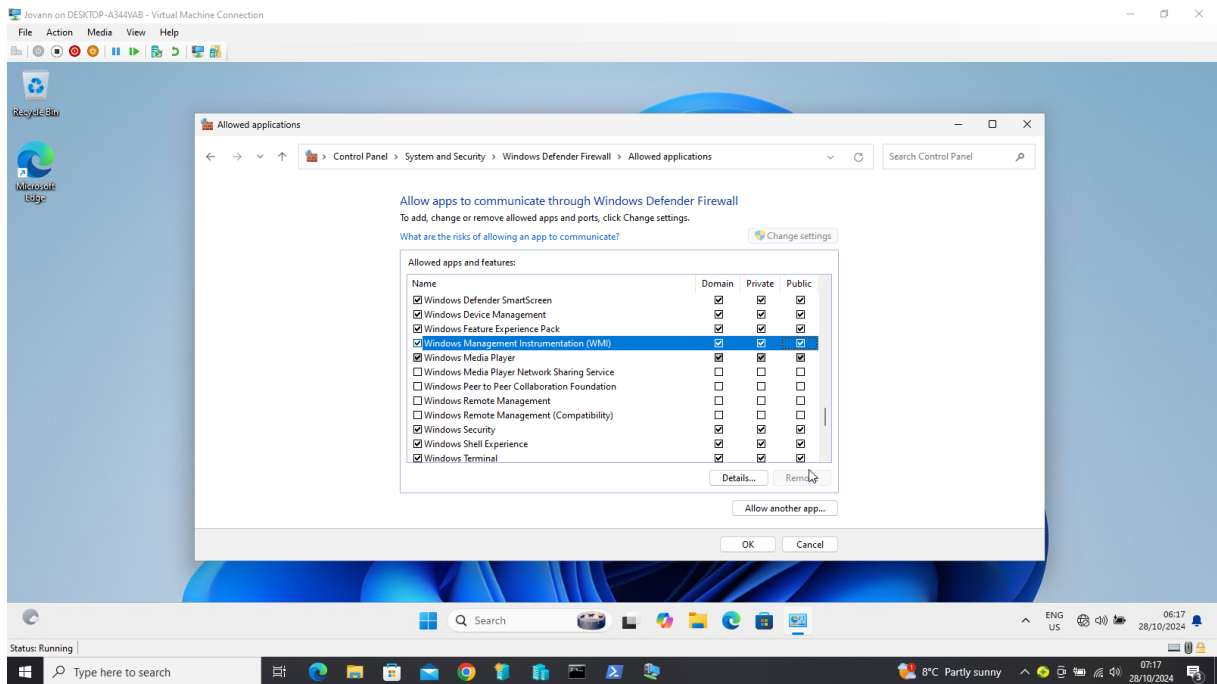 Jovann on DESKTOP-A344VAB - Virtual Machine Connection
File Action Media View Help
Recycle Bin
Microsoft Edge
Allowed applications
Control Panel > System and Security > Windows Defender Firewall > Allowed applications
Search Control Panel
Allow apps to communicate through Windows Defender Firewall
To add, change or remove allowed apps and ports, click Change settings.
What are the risks of allowing an app to communicate?
Change settings
Allowed apps and features:
Name Domain Private Public
Windows Defender SmartScreen
Windows Device Management
Windows Feature Experience Pack
Windows Management Instrumentation (WMI)
Windows Media Player
Windows Media Player Network Sharing Service
Windows Peer to Peer Collaboration Foundation
Windows Remote Management
Windows Remote Management (Compatibility)
Windows Security
Windows Shell Experience
Windows Terminal
Details... Remove
Allow another app...
OK Cancel
Search
ENG US
06:17
28/10/2024
Status: Running
Type here to search
8°C Partly sunny
07:17
28/10/2024